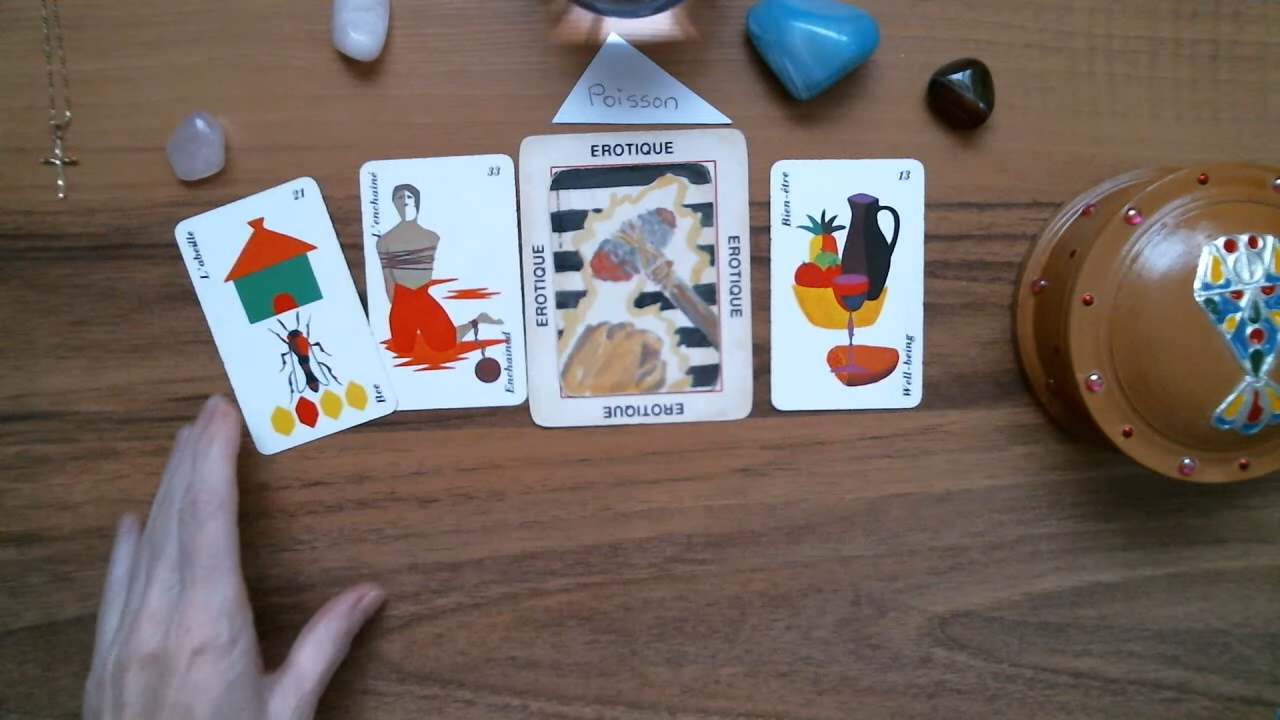 Poisson
21
L'abeille
Bee
33
L'enchaîné
Enchained
EROTIQUE
EROTIQUE
EROTIQUE
EROTIQUE
13
Bien-être
Well-being